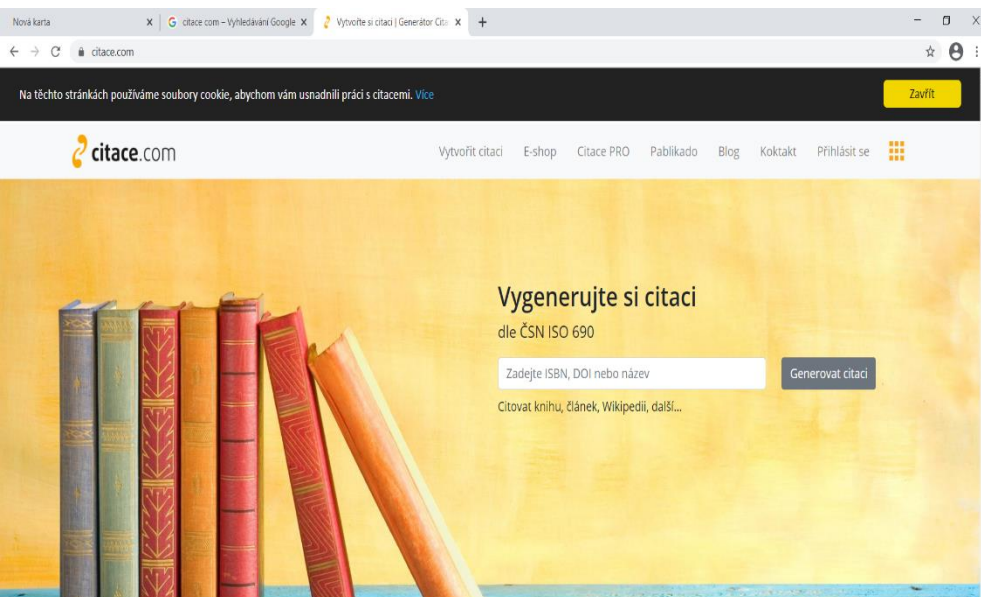 Nová karta
citace com – Vyhledávání Google
Vytvořte si citaci | Generátor Cita
citace.com
Na těchto stránkách používáme soubory cookie, abychom vám usnadnili práci s citacemi. Více
Zavřít
citace.com
Vytvořit citaci E-shop Citace PRO Pablikado Blog Koktakt Přihlásit se
Vygenerujte si citaci
dle ČSN ISO 690
Zadejte ISBN, DOI nebo název
Generovat citaci
Citovat knihu, článek, Wikipedii, další...